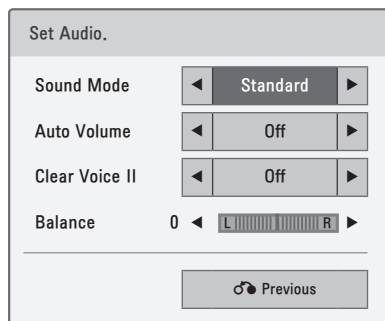 Set Audio.
Sound Mode ◄ Standard ►
Auto Volume ◄ Off ►
Clear Voice II ◄ Off ►
Balance 0 ◄ L R ►
Previous